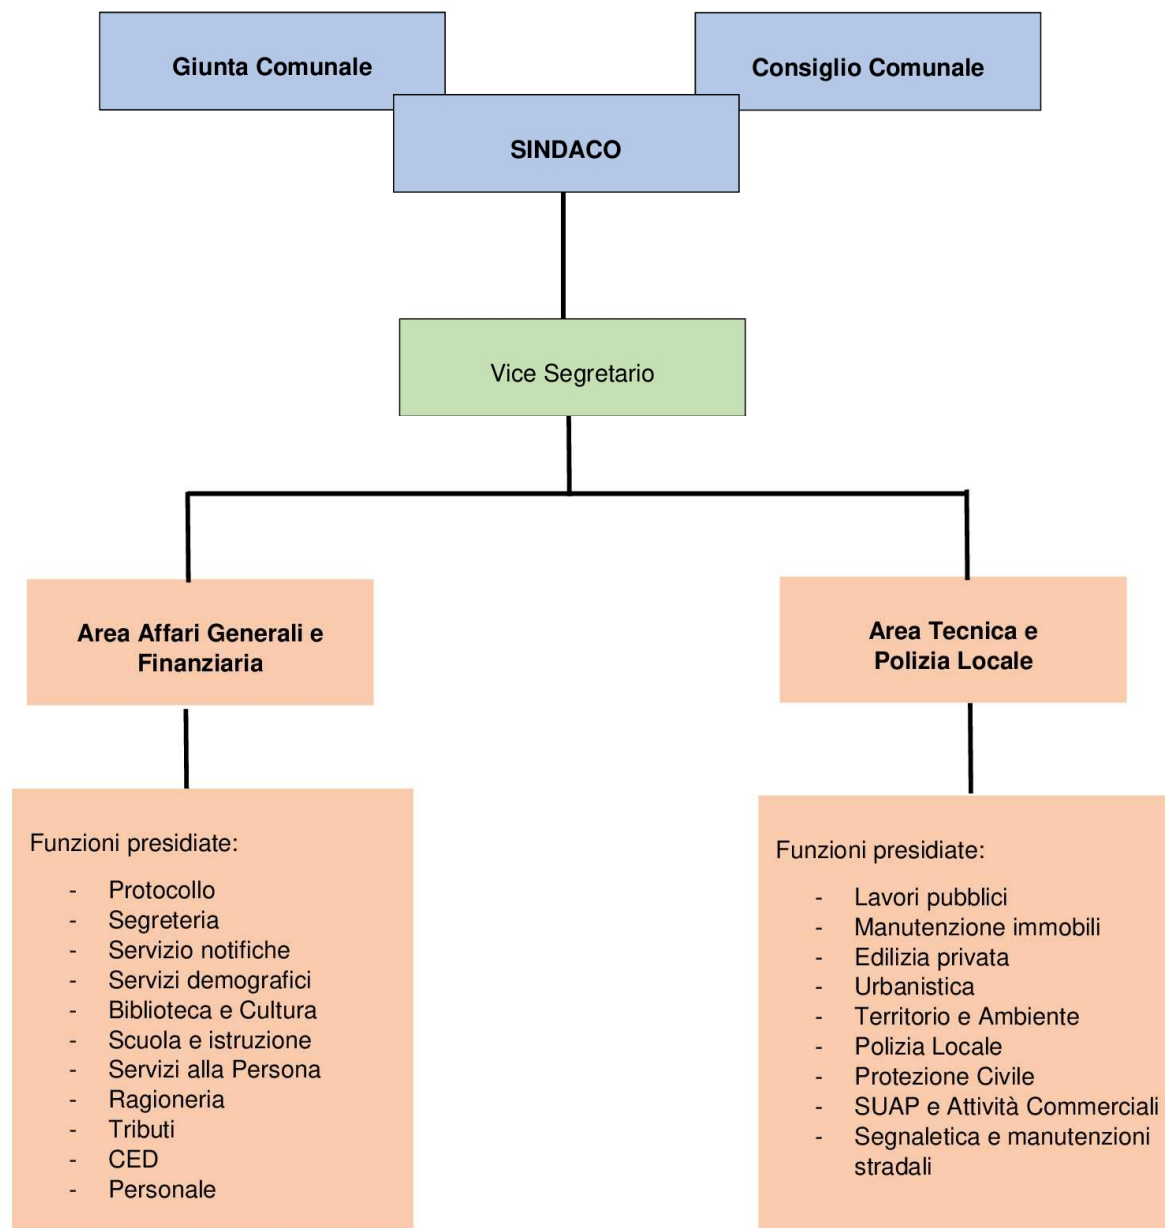 Giunta Comunale
Consiglio Comunale
SINDACO
Vice Segretario
Area Affari Generali e
Finanziaria
Funzioni presidiate:
- Protocollo
- Segreteria
- Servizio notifiche
- Servizi demografici
- Biblioteca e Cultura
- Scuola e istruzione
- Servizi alla Persona
- Ragioneria
- Tributi
- CED
- Personale
Area Tecnica e
Polizia Locale
Funzioni presidiate:
- Lavori pubblici
- Manutenzione immobili
- Edilizia privata
- Urbanistica
- Territorio e Ambiente
- Polizia Locale
- Protezione Civile
- SUAP e Attività Commerciali
- Segnaletica e manutenzioni
stradali